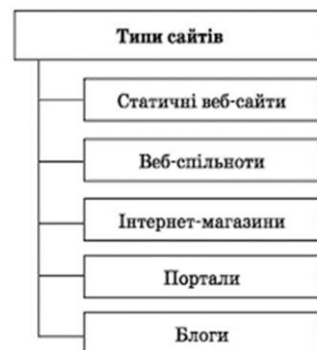 Типи сайтів
Статичні веб-сайти
Веб-спільноти
Інтернет-магазини
Портали
Блоги